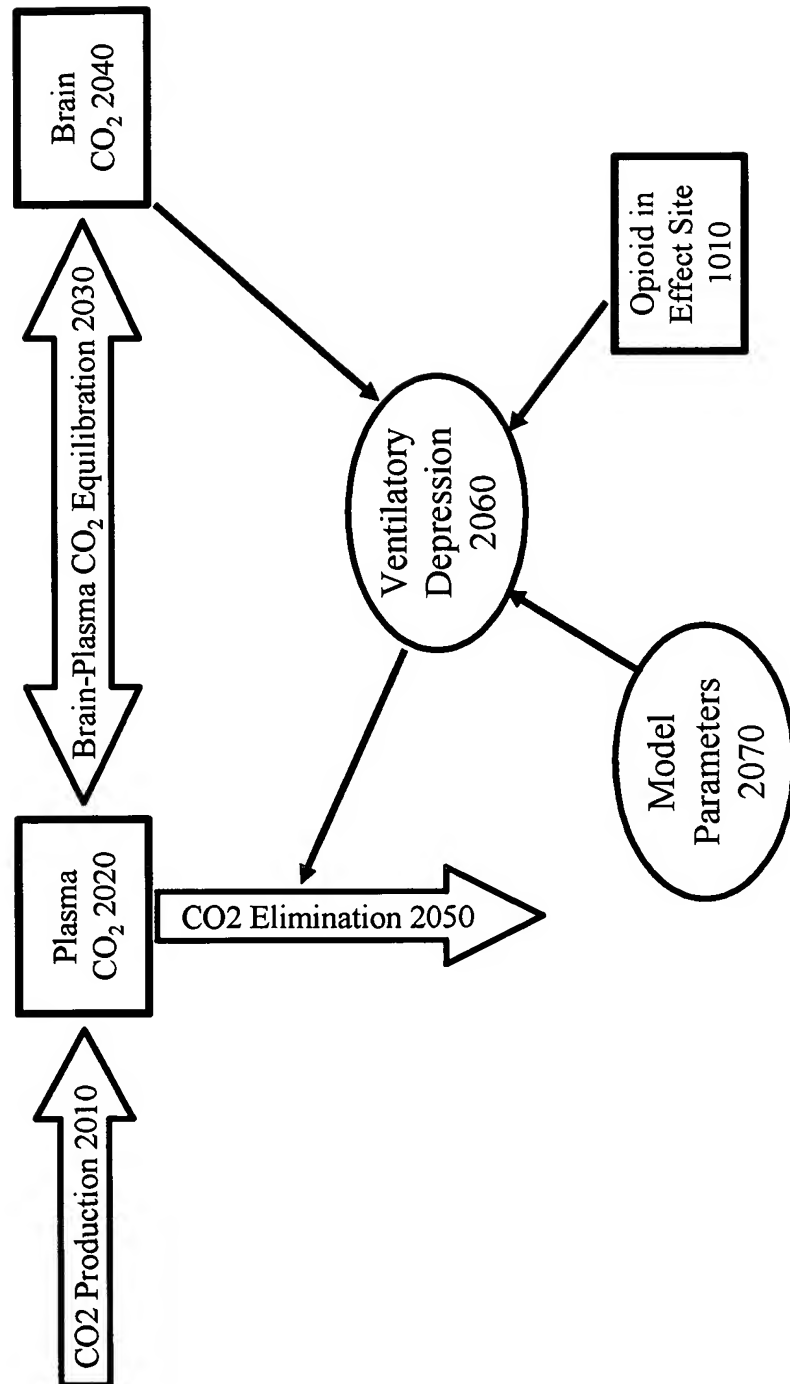 CO2 Production 2010
Plasma
CO₂ 2020
Brain-Plasma CO₂ Equilibration 2030
Brain
CO₂ 2040
CO2 Elimination 2050
Ventilatory
Depression
2060
Model
Parameters
2070
Opioid in
Effect Site
1010